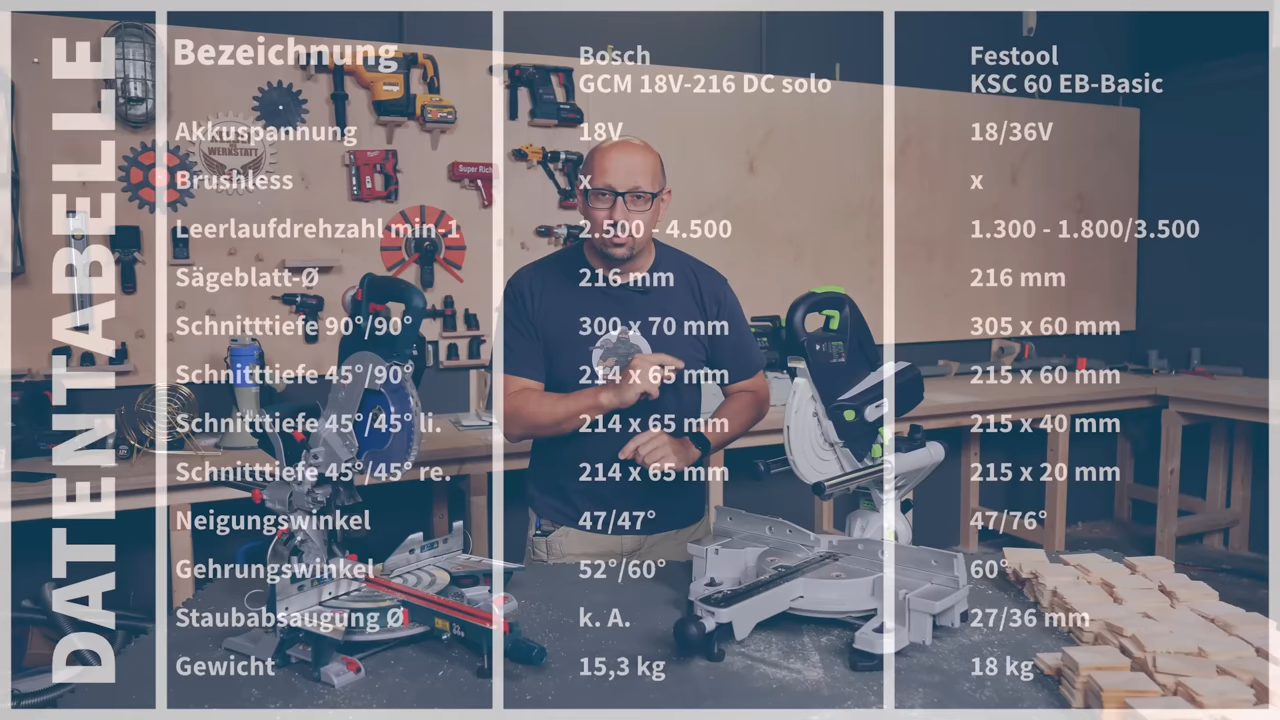 DATENTABELLE
Bezeichnung
Bosch
GCM 18V-216 DC solo
Festool
KSC 60 EB-Basic
Akkuspannung
18V
18/36V
Brushless
x
x
Leerlaufdrehzahl min-1
2.500 - 4.500
1.300 - 1.800/3.500
Sägeblatt-Ø
216 mm
216 mm
Schnitttiefe 90°/90°
300 x 70 mm
305 x 60 mm
Schnitttiefe 45°/90°
214 x 65 mm
215 x 60 mm
Schnitttiefe 45°/45° li.
214 x 65 mm
215 x 40 mm
Schnitttiefe 45°/45° re.
214 x 65 mm
215 x 20 mm
Neigungswinkel
47/47°
47/76°
Gehrungswinkel
52°/60°
60°
Staubabsaugung Ø
k. A.
27/36 mm
Gewicht
15,3 kg
18 kg
WERKSTATT
Super Rich